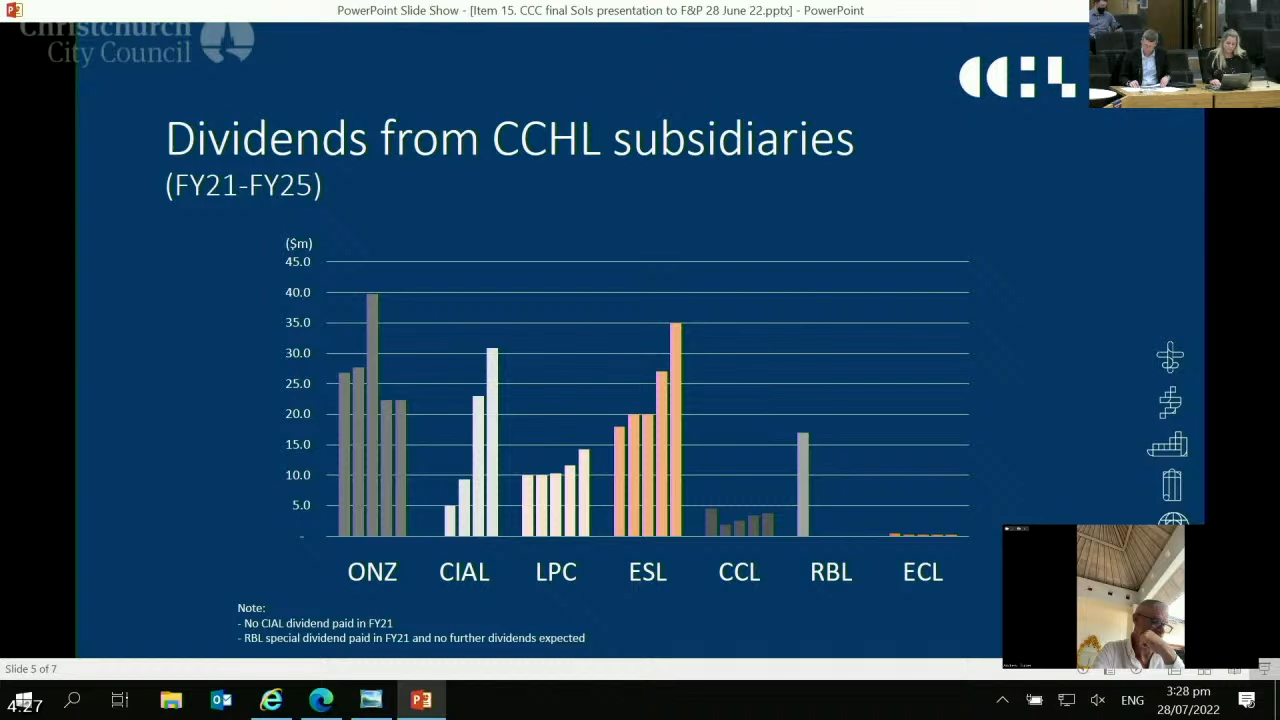 PowerPoint Slide Show - [Item 15. CCC final SoIs presentation to F&P 28 June 22.pptx] - PowerPoint
Christchurch
City Council
CCHL
Dividends from CCHL subsidiaries
(FY21-FY25)
($m)
45.0
40.0
35.0
30.0
25.0
20.0
15.0
10.0
5.0
-
ONZ CIAL LPC ESL CCL RBL ECL
Note:
- No CIAL dividend paid in FY21
- RBL special dividend paid in FY21 and no further dividends expected
Slide 5 of 7
4:27
ENG
3:28 pm
28/07/2022